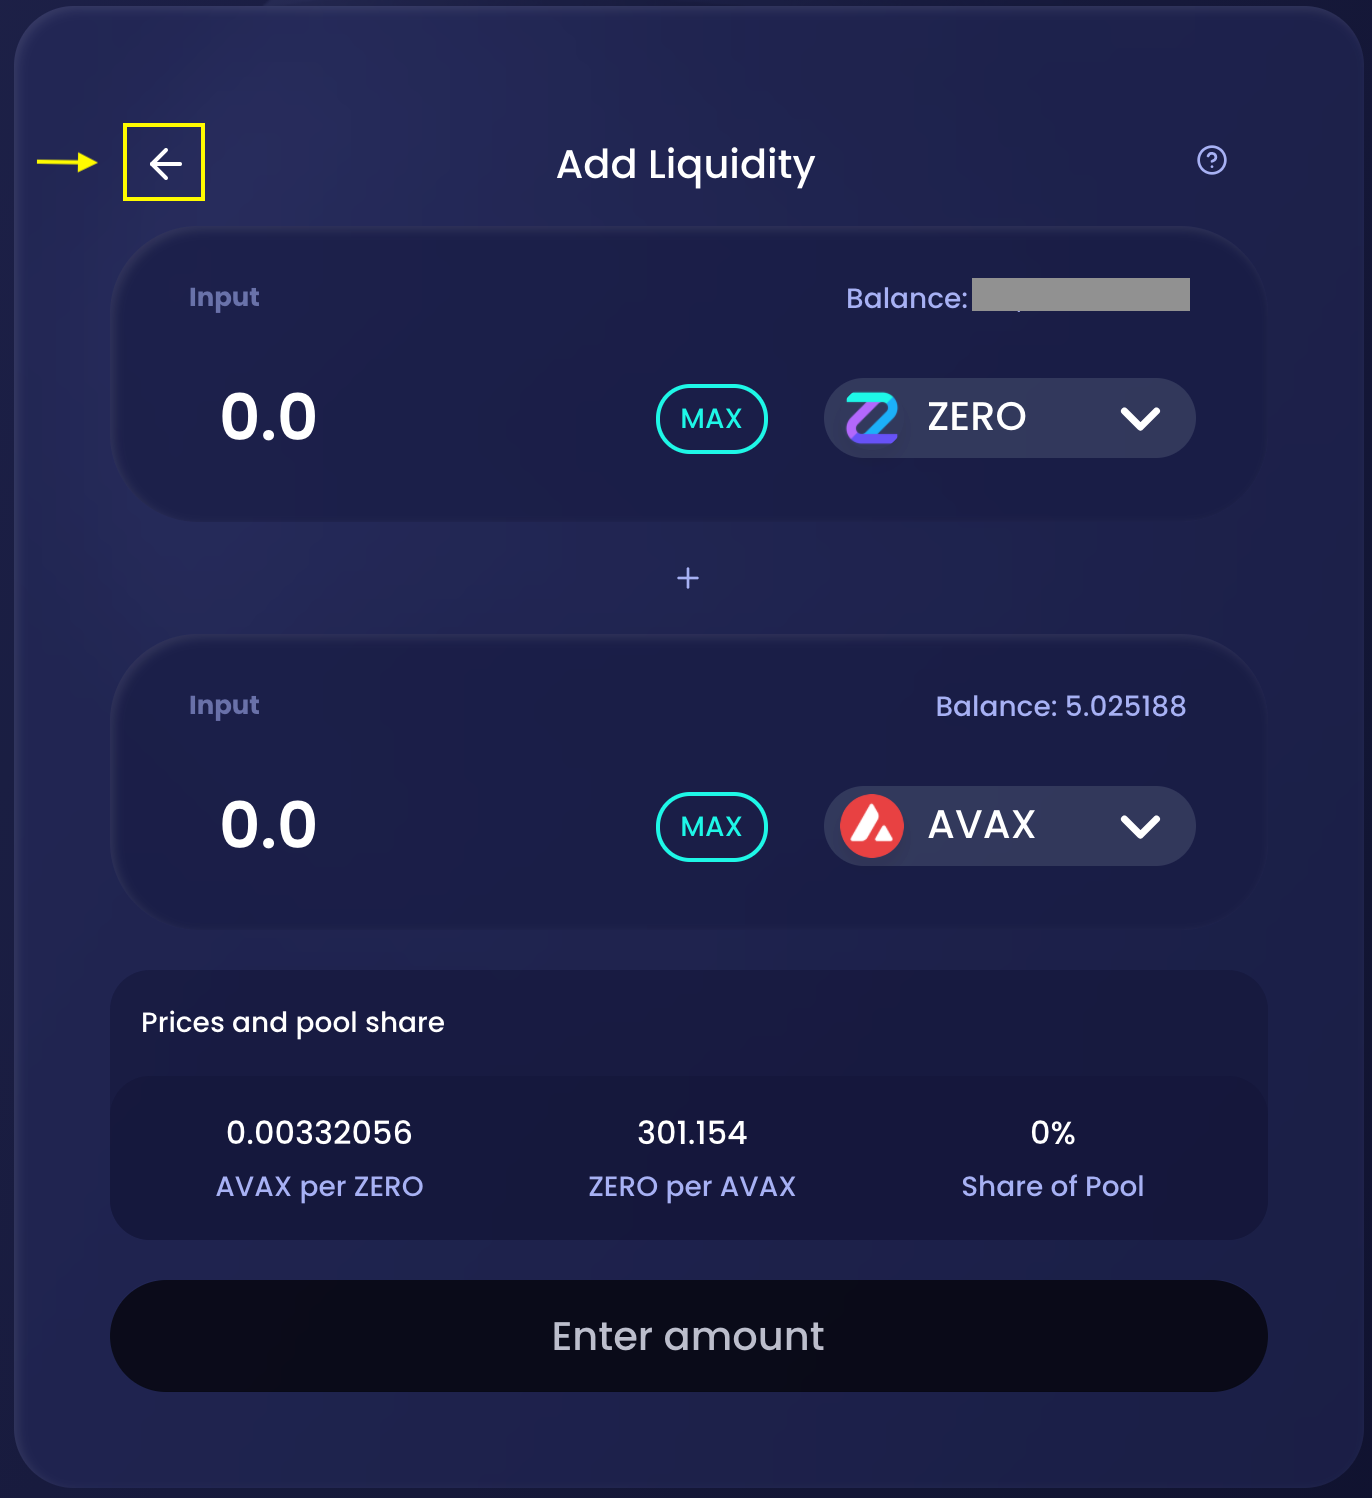 Add Liquidity
Input
Balance:
0.0
MAX
ZERO
+
Input
Balance: 5.025188
0.0
MAX
AVAX
Prices and pool share
0.00332056 301.154 0%
AVAX per ZERO ZERO per AVAX Share of Pool
Enter amount